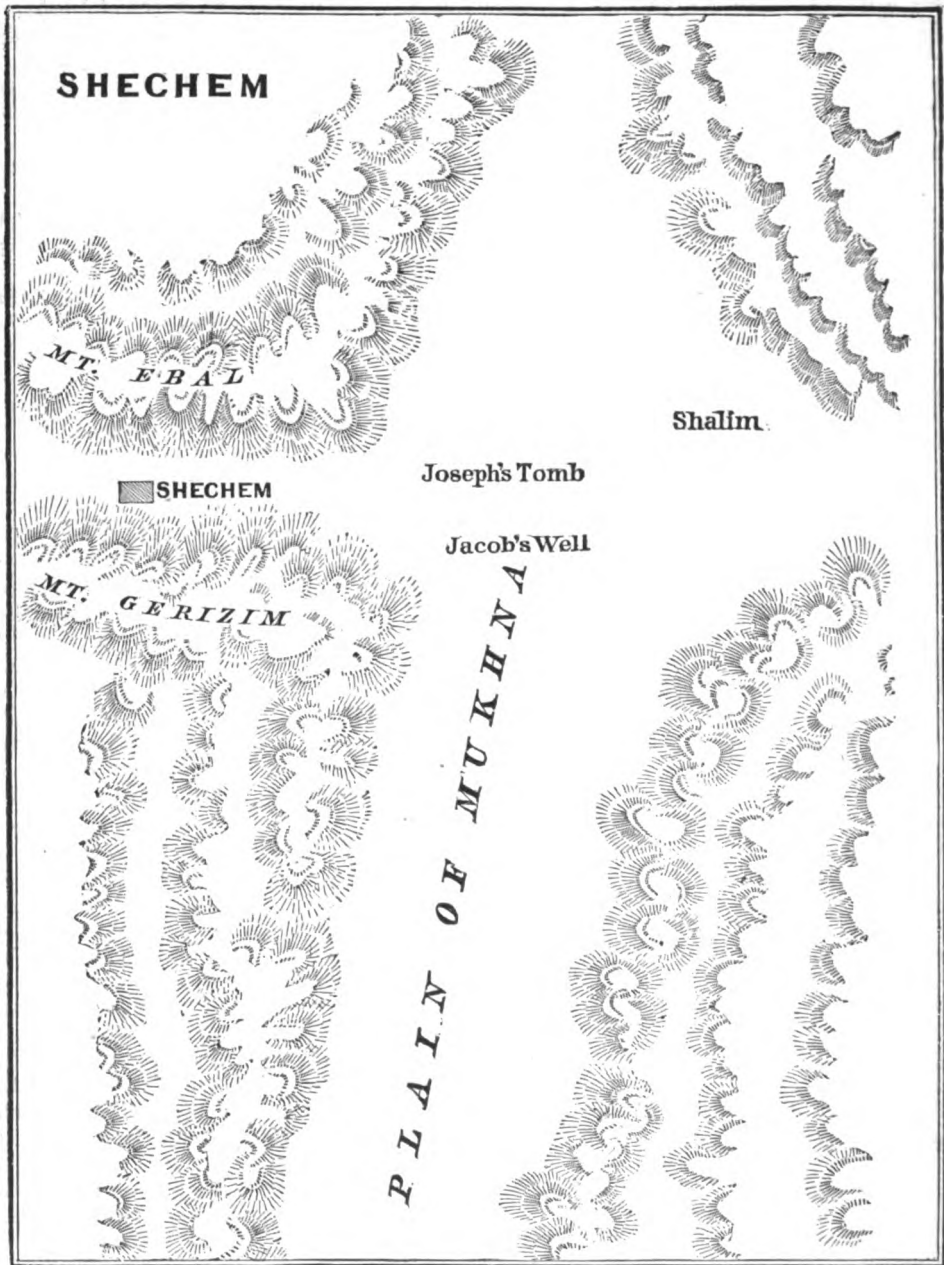 SHECHEM
MT. EBAL
Shalim
Joseph's Tomb
SHECHEM
Jacob's Well
MT. GERIZIM
PLAIN OF MUKHNA